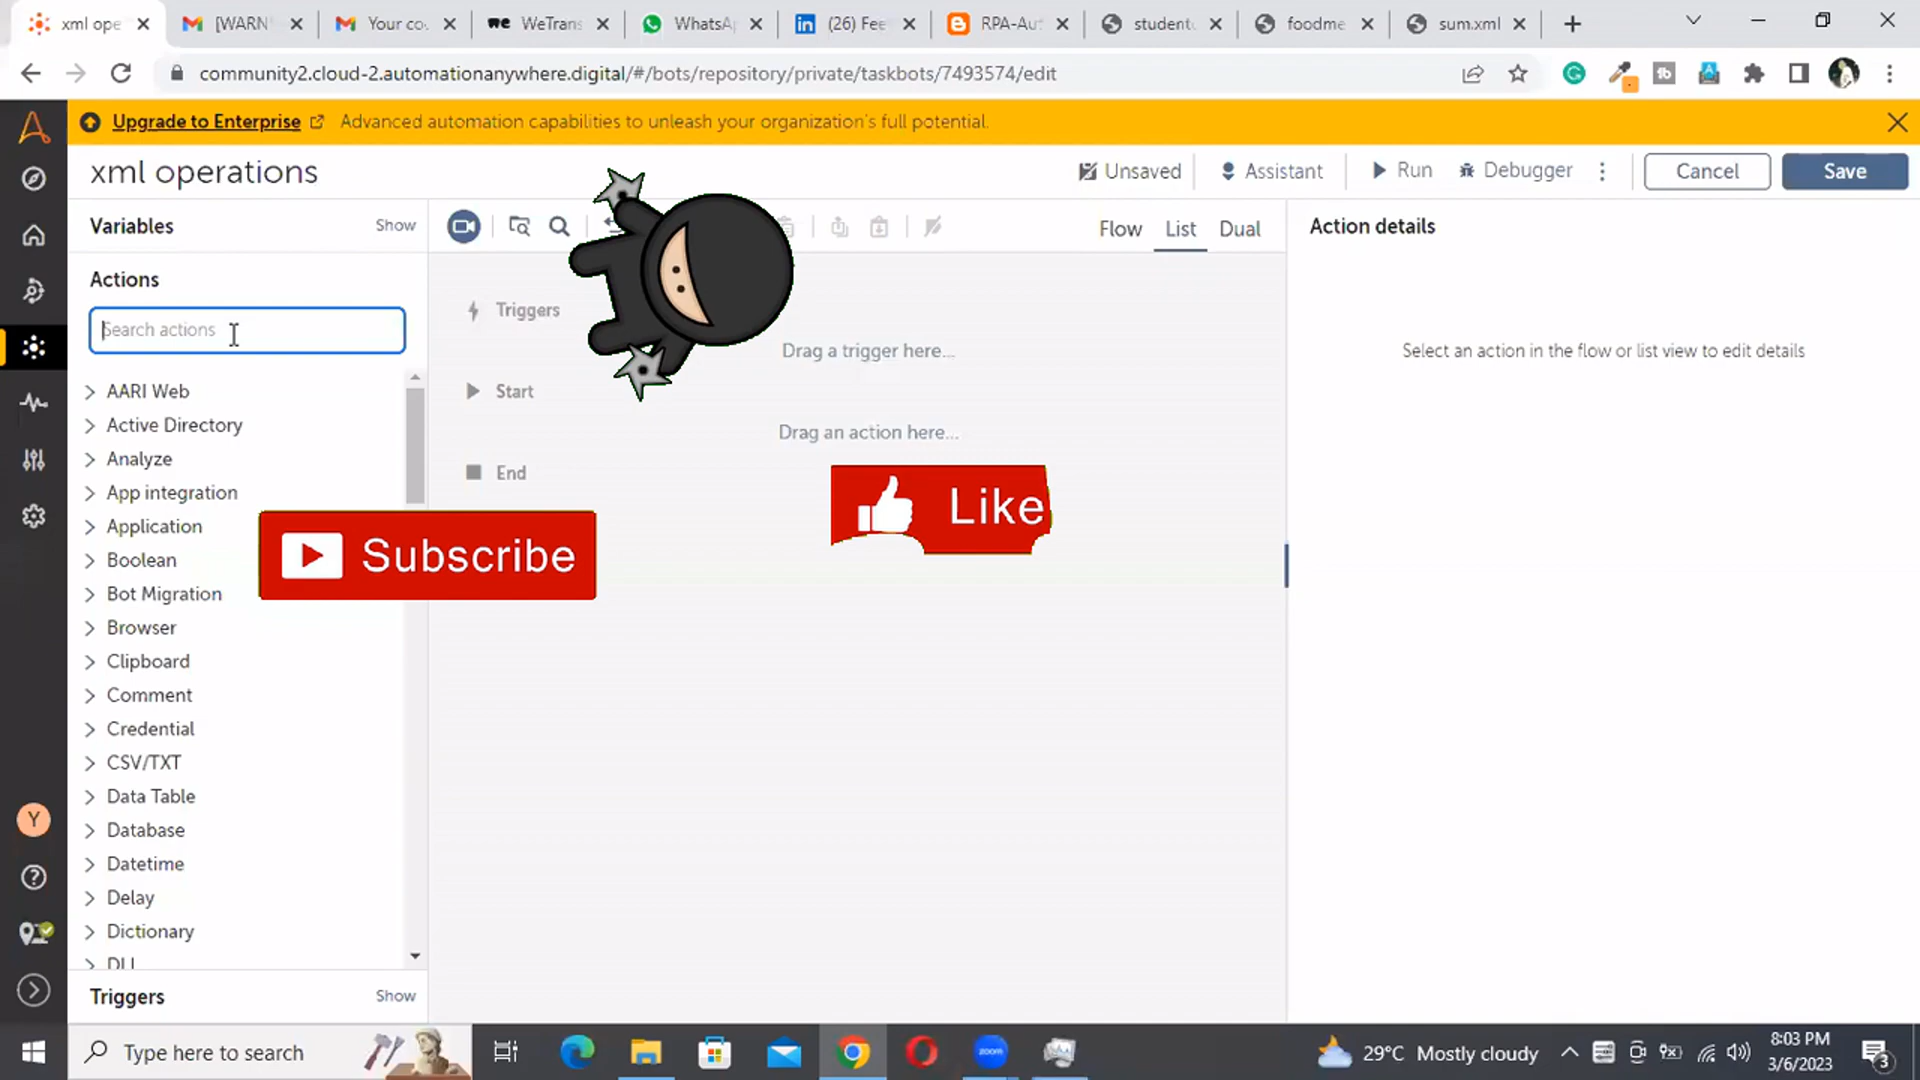 xml ope
[WARN
Your co
WeTrans
WhatsA
(26) Fee
RPA-Au
student
foodme
sum.xml
community2.cloud-2.automationanywhere.digital/#/bots/repository/private/taskbots/7493574/edit
Upgrade to Enterprise
Advanced automation capabilities to unleash your organization's full potential.
xml operations
Unsaved
Assistant
Run
Debugger
Cancel
Save
Variables
Show
Flow
List
Dual
Action details
Actions
Search actions
Triggers
Drag a trigger here...
Select an action in the flow or list view to edit details
Start
Drag an action here...
End
AARI Web
Active Directory
Analyze
App integration
Application
Boolean
Bot Migration
Browser
Clipboard
Comment
Credential
CSV/TXT
Data Table
Database
Datetime
Delay
Dictionary
DLL
Subscribe
Like
Y
Triggers
Show
Type here to search
zoom
29°C Mostly cloudy
8:03 PM
3/6/2023
3